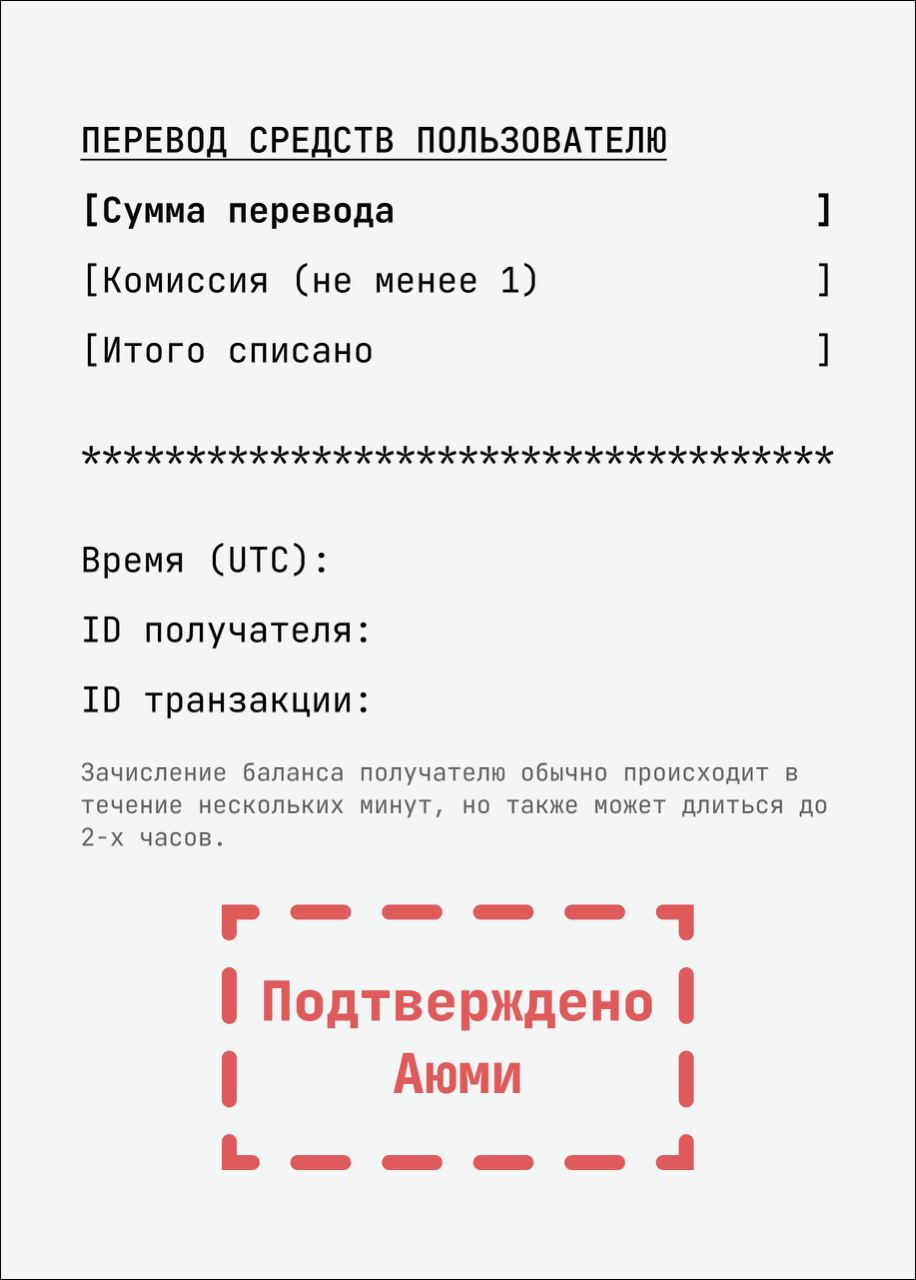 ПЕРЕВОД СРЕДСТВ ПОЛЬЗОВАТЕЛЮ
[Сумма перевода ]
[Комиссия (не менее 1) ]
[Итого списано ]
************************************
Время (UTC):
ID получателя:
ID транзакции:
Зачисление баланса получателю обычно происходит в
течение нескольких минут, но также может длиться до
2-х часов.
Подтверждено
Аюми